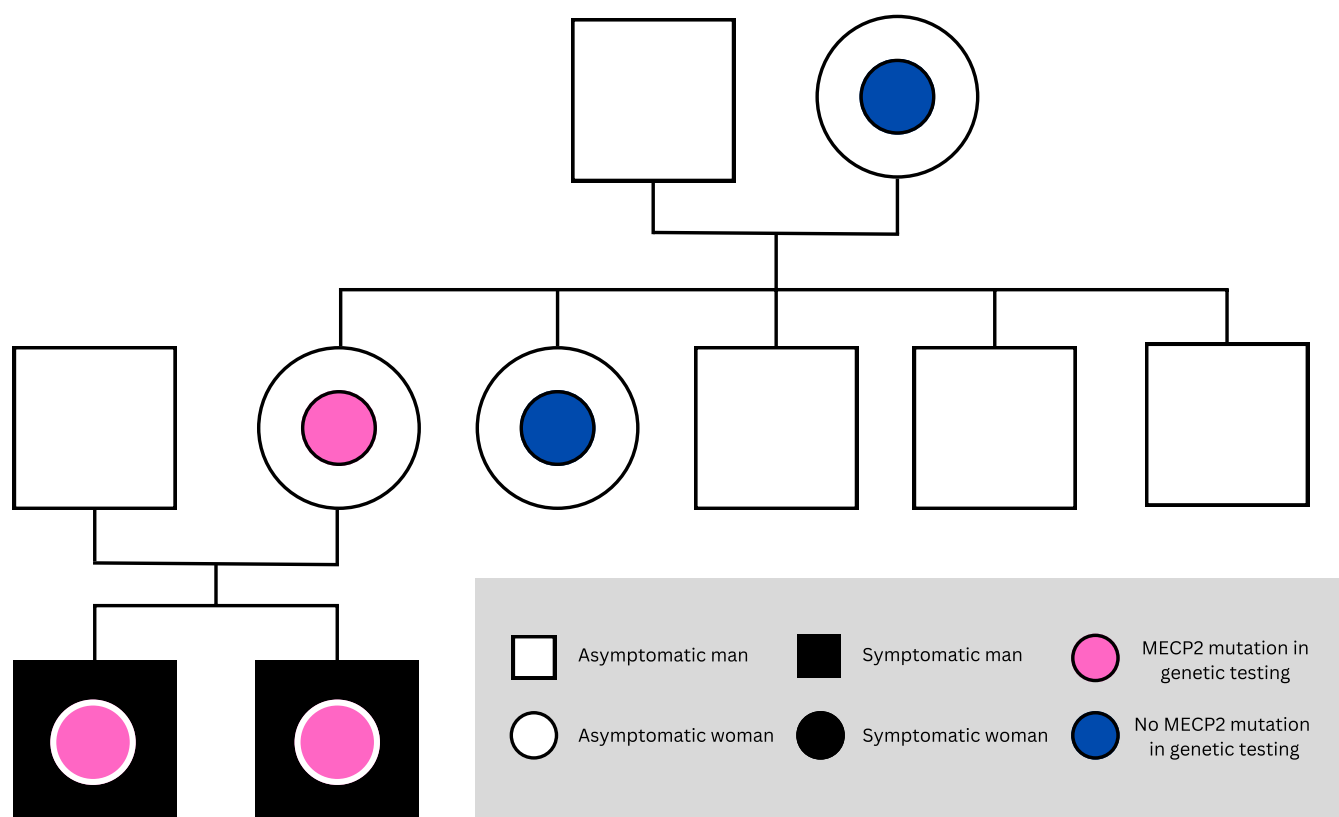 Asymptomatic man
Symptomatic man
MECP2 mutation in
genetic testing
Asymptomatic woman
Symptomatic woman
No MECP2 mutation
in genetic testing